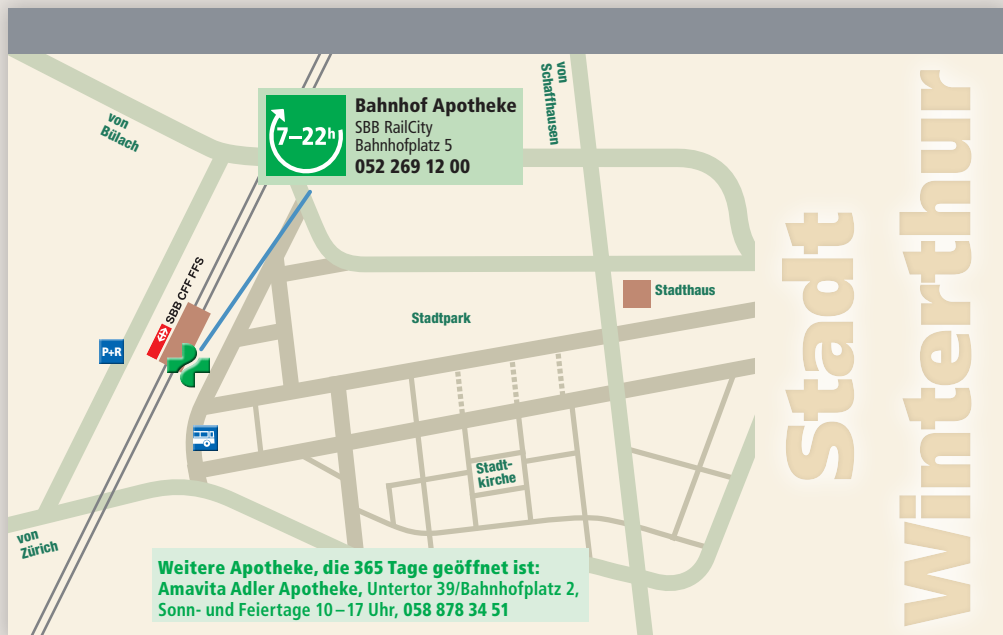 von
Bülach
7–22h
Bahnhof Apotheke
SBB RailCity
Bahnhofplatz 5
052 269 12 00
von
Schaffhausen
SBB CFF FFS
P+R
Stadtpark
Stadthaus
Stadt-
kirche
von
Zürich
Weitere Apotheke, die 365 Tage geöffnet ist:
Amavita Adler Apotheke, Untertor 39/Bahnhofplatz 2,
Sonn- und Feiertage 10–17 Uhr, 058 878 34 51
Stadt
Winterthur